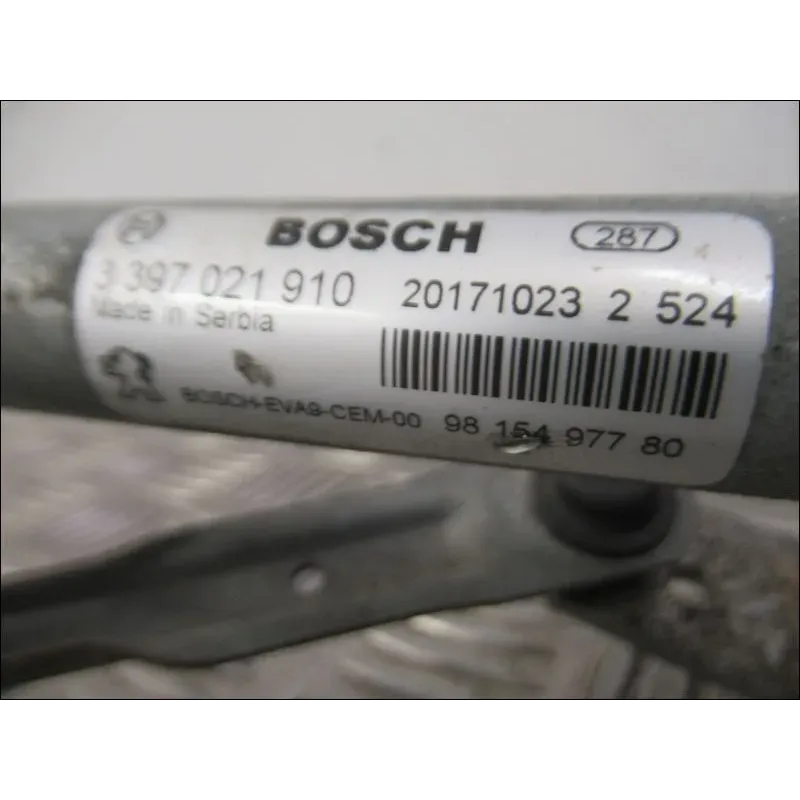 BOSCH 287
3 397 021 910 20171023 2 524
Made in Serbia
BOSCH-EVA9-CEM-00 98 154 977 80